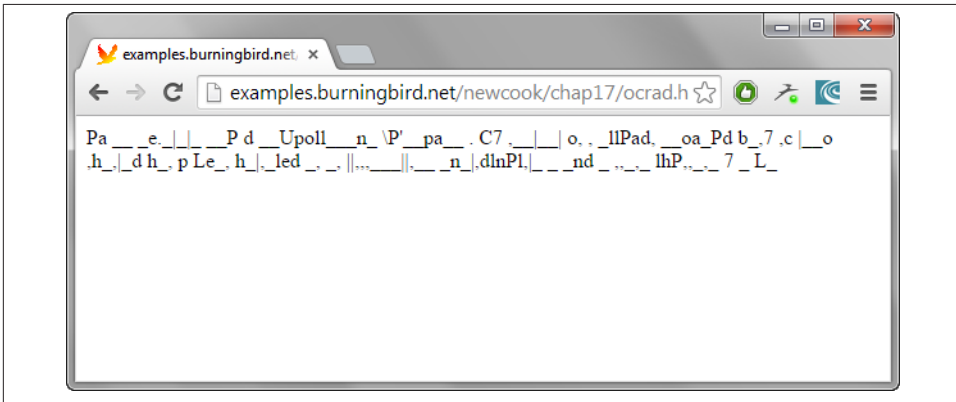 examples.burningbird.net,
examples.burningbird.net/newcook/chap17/ocrad.h
Pa __ _e._|_|_ __P d __Upoll___n_ \P'__pa__ . C7 ,__|__| o, , _llPad, __oa_Pd b_,7 ,c |__o
,h_,|_d h_, p Le_, h_|,_led _, _, ||,,,___||,__ _n_|,dlnPl,|_ _ _nd _ ,,_,_ lhP,,_,_ 7 _ L_